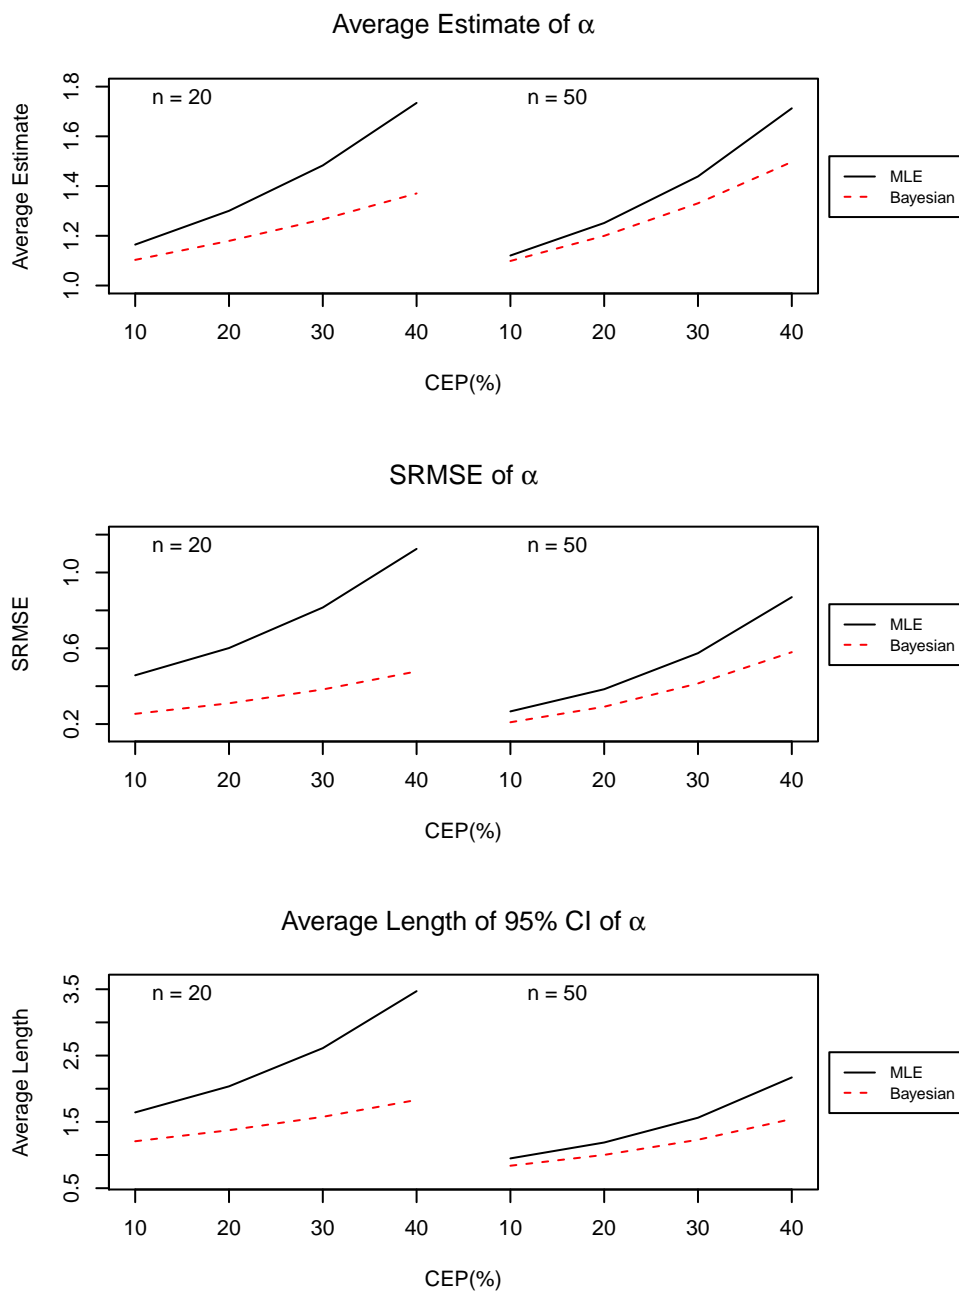 Average Estimate of α
Average Estimate
1.0 1.2 1.4 1.6 1.8
n = 20
n = 50
MLE
Bayesian
10 20 30 40 10 20 30 40
CEP(%)
SRMSE of α
SRMSE
0.2 0.6 1.0
n = 20
n = 50
MLE
Bayesian
10 20 30 40 10 20 30 40
CEP(%)
Average Length of 95% CI of α
Average Length
0.5 1.5 2.5 3.5
n = 20
n = 50
MLE
Bayesian
10 20 30 40 10 20 30 40
CEP(%)